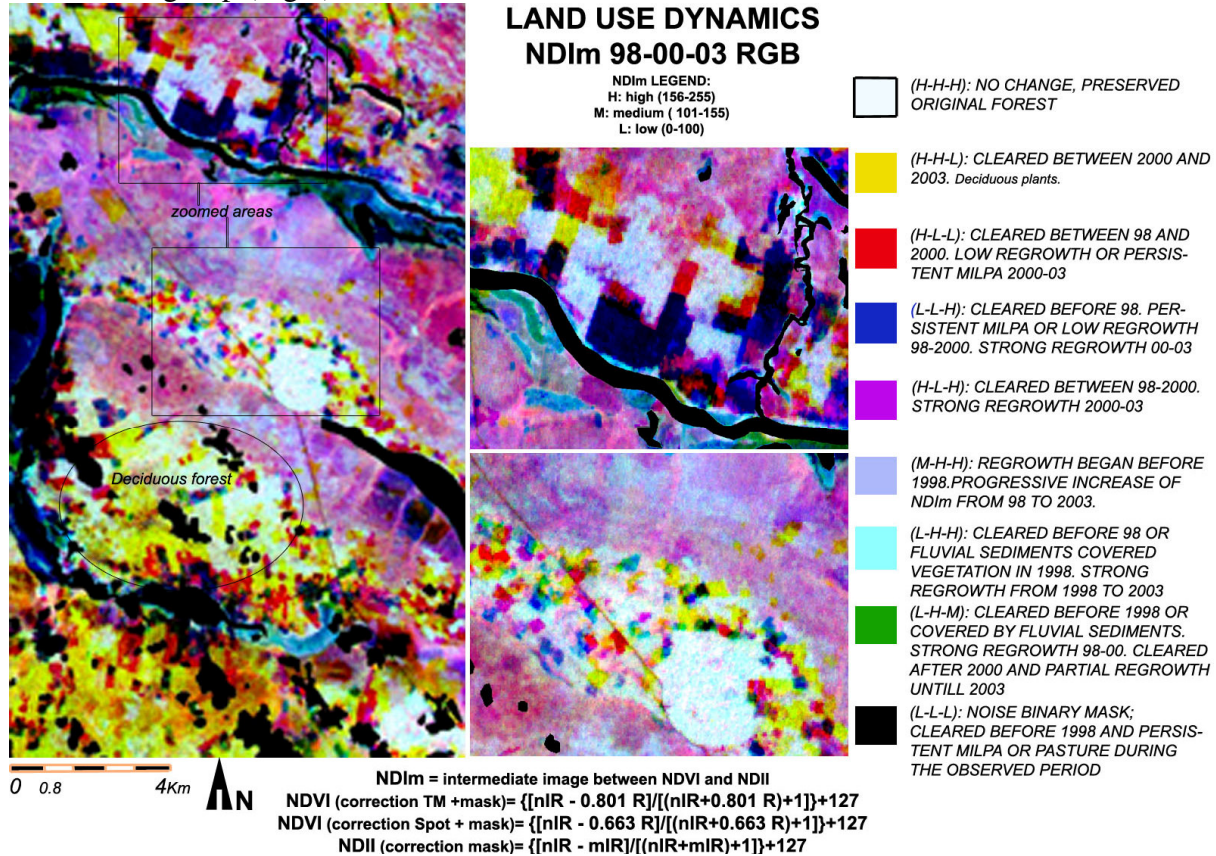 LAND USE DYNAMICS
NDIm 98-00-03 RGB
NDIm LEGEND:
H: high (156-255)
M: medium ( 101-155)
L: low (0-100)
zoomed areas
Deciduous forest
(H-H-H): NO CHANGE, PRESERVED
ORIGINAL FOREST
(H-H-L): CLEARED BETWEEN 2000 AND
2003. Deciduous plants.
(H-L-L): CLEARED BETWEEN 98 AND
2000. LOW REGROWTH OR PERSIS-
TENT MILPA 2000-03
(L-L-H): CLEARED BEFORE 98. PER-
SISTENT MILPA OR LOW REGROWTH
98-2000. STRONG REGROWTH 00-03
(H-L-H): CLEARED BETWEEN 98-2000.
STRONG REGROWTH 2000-03
(M-H-H): REGROWTH BEGAN BEFORE
1998.PROGRESSIVE INCREASE OF
NDIm FROM 98 TO 2003.
(L-H-H): CLEARED BEFORE 98 OR
FLUVIAL SEDIMENTS COVERED
VEGETATION IN 1998. STRONG
REGROWTH FROM 1998 TO 2003
(L-H-M): CLEARED BEFORE 1998 OR
COVERED BY FLUVIAL SEDIMENTS.
STRONG REGROWTH 98-00. CLEARED
AFTER 2000 AND PARTIAL REGROWTH
UNTILL 2003
(L-L-L): NOISE BINARY MASK;
CLEARED BEFORE 1998 AND PERSIS-
TENT MILPA OR PASTURE DURING
THE OBSERVED PERIOD
0 0.8 4Km
N
NDIm = intermediate image between NDVI and NDII
NDVI (correction TM +mask)= {[nIR - 0.801 R]/[(nIR+0.801 R)+1]}+127
NDVI (correction Spot + mask)= {[nIR - 0.663 R]/[(nIR+0.663 R)+1]}+127
NDII (correction mask)= {[nIR - mIR]/[(nIR+mIR)+1]}+127